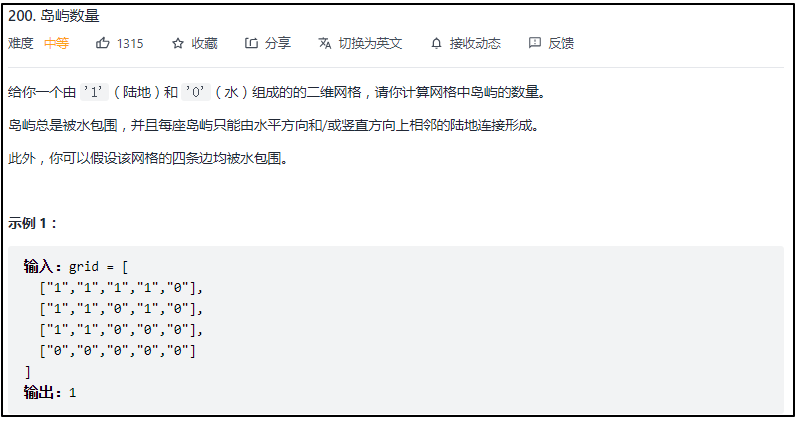 200. 岛屿数量
难度 中等 1315 收藏 分享 切换为英文 接收动态 反馈
给你一个由 '1'（陆地）和 '0'（水）组成的的二维网格，请你计算网格中岛屿的数量。
岛屿总是被水包围，并且每座岛屿只能由水平方向和/或竖直方向上相邻的陆地连接形成。
此外，你可以假设该网格的四条边均被水包围。
示例 1：
输入：grid = [
["1","1","1","1","0"],
["1","1","0","1","0"],
["1","1","0","0","0"],
["0","0","0","0","0"]
]
输出：1